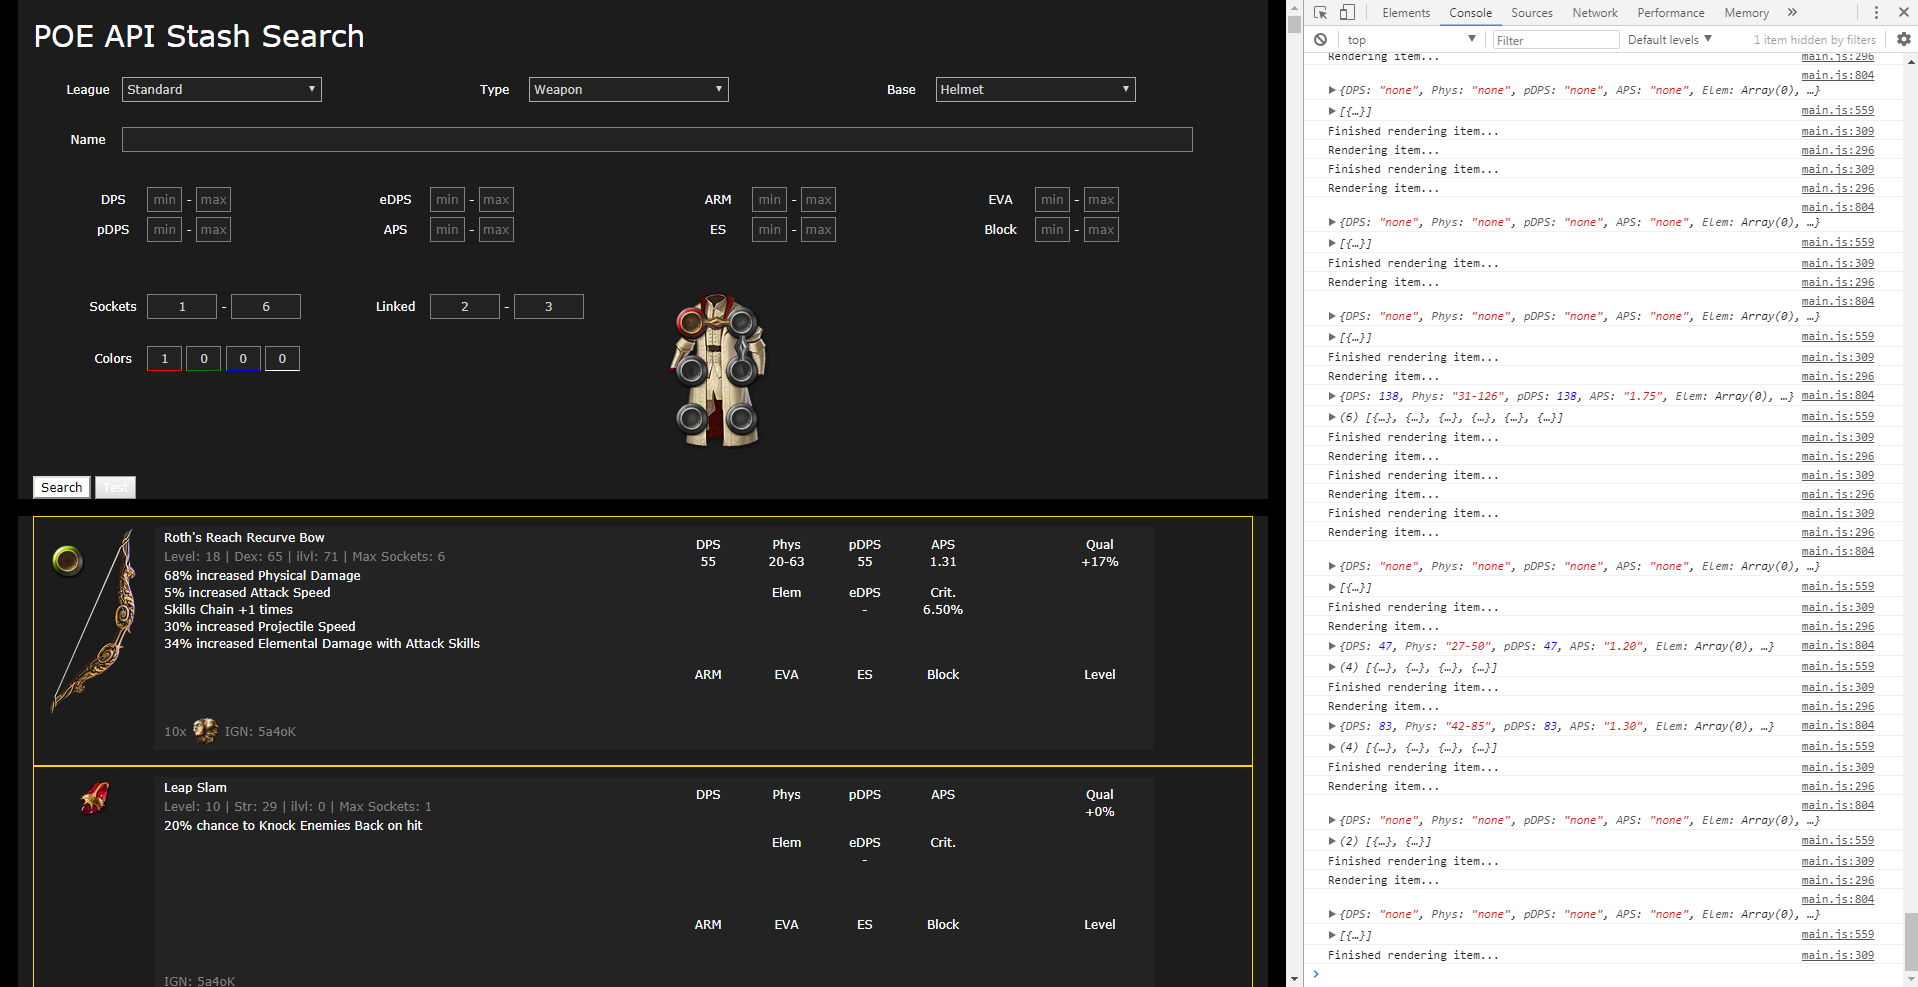 POE API Stash Search
League Standard Type Weapon Base Helmet
Name
DPS min - max eDPS min - max ARM min - max EVA min - max
pDPS min - max APS min - max ES min - max Block min - max
Sockets 1 - 6 Linked 2 - 3
Colors 1 0 0 0
Search Test
Roth's Reach Recurve Bow
Level: 18 | Dex: 65 | ilvl: 71 | Max Sockets: 6
68% increased Physical Damage
5% increased Attack Speed
Skills Chain +1 times
30% increased Projectile Speed
34% increased Elemental Damage with Attack Skills
DPS Phys pDPS APS Qual
55 20-63 55 1.31 +17%
Elem eDPS Crit.
- 6.50%
ARM EVA ES Block Level
10x IGN: 5a4oK
Leap Slam
Level: 10 | Str: 29 | ilvl: 0 | Max Sockets: 1
20% chance to Knock Enemies Back on hit
DPS Phys pDPS APS Qual
+0%
Elem eDPS Crit.
-
ARM EVA ES Block Level
IGN: 5a4oK
Elements Console Sources Network Performance Memory »
top Filter Default levels 1 item hidden by filters
Rendering item... main.js:296
main.js:804
{DPS: "none", Phys: "none", pDPS: "none", APS: "none", Elem: Array(0), …}
[{…}] main.js:559
Finished rendering item... main.js:309
Rendering item... main.js:296
Finished rendering item... main.js:309
Rendering item... main.js:296
main.js:804
{DPS: "none", Phys: "none", pDPS: "none", APS: "none", Elem: Array(0), …}
[{…}] main.js:559
Finished rendering item... main.js:309
Rendering item... main.js:296
main.js:804
{DPS: "none", Phys: "none", pDPS: "none", APS: "none", Elem: Array(0), …}
[{…}] main.js:559
Finished rendering item... main.js:309
Rendering item... main.js:296
{DPS: 138, Phys: "31-126", pDPS: 138, APS: "1.75", Elem: Array(0), …} main.js:804
(6) [{…}, {…}, {…}, {…}, {…}, {…}] main.js:559
Finished rendering item... main.js:309
Rendering item... main.js:296
Finished rendering item... main.js:309
Rendering item... main.js:296
Finished rendering item... main.js:309
Rendering item... main.js:296
main.js:804
{DPS: "none", Phys: "none", pDPS: "none", APS: "none", Elem: Array(0), …}
[{…}] main.js:559
Finished rendering item... main.js:309
Rendering item... main.js:296
{DPS: 47, Phys: "27-50", pDPS: 47, APS: "1.20", Elem: Array(0), …} main.js:804
(4) [{…}, {…}, {…}, {…}] main.js:559
Finished rendering item... main.js:309
Rendering item... main.js:296
{DPS: 83, Phys: "42-85", pDPS: 83, APS: "1.30", Elem: Array(0), …} main.js:804
(4) [{…}, {…}, {…}, {…}] main.js:559
Finished rendering item... main.js:309
Rendering item... main.js:296
main.js:804
{DPS: "none", Phys: "none", pDPS: "none", APS: "none", Elem: Array(0), …}
(2) [{…}, {…}] main.js:559
Finished rendering item... main.js:309
Rendering item... main.js:296
main.js:804
{DPS: "none", Phys: "none", pDPS: "none", APS: "none", Elem: Array(0), …}
[{…}] main.js:559
Finished rendering item... main.js:309